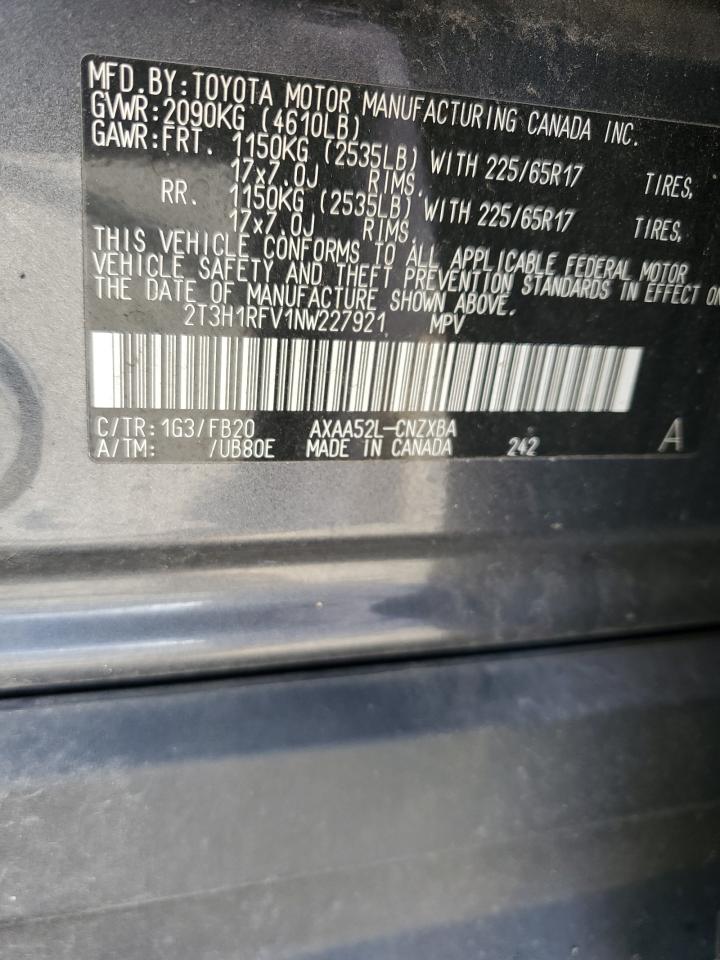 MFD.BY:TOYOTA MOTOR MANUFACTURING CANADA INC.
GVWR:2090KG (4610LB)
GAWR:FRT. 1150KG (2535LB) WITH 225/65R17 TIRES,
17x7.0J RIMS.
RR. 1150KG (2535LB) WITH 225/65R17 TIRES,
17x7.0J RIMS.
THIS VEHICLE CONFORMS TO ALL APPLICABLE FEDERAL MOTOR
VEHICLE SAFETY AND THEFT PREVENTION STANDARDS IN EFFECT ON
THE DATE OF MANUFACTURE SHOWN ABOVE.
2T3H1RFV1NW227921 MPV
C/TR:1G3/FB20 AXAA52L-CNZXBA
A/TM: /UB80E MADE IN CANADA 242 A